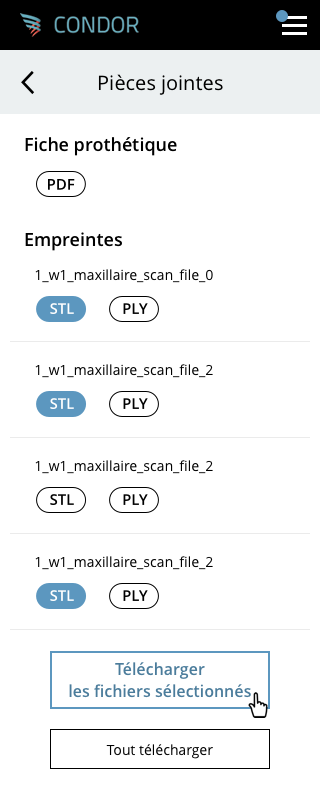 CONDOR
Pièces jointes
Fiche prothétique
PDF
Empreintes
1_w1_maxillaire_scan_file_0
STL PLY
1_w1_maxillaire_scan_file_2
STL PLY
1_w1_maxillaire_scan_file_2
STL PLY
1_w1_maxillaire_scan_file_2
STL PLY
Télécharger
les fichiers sélectionnés
Tout télécharger